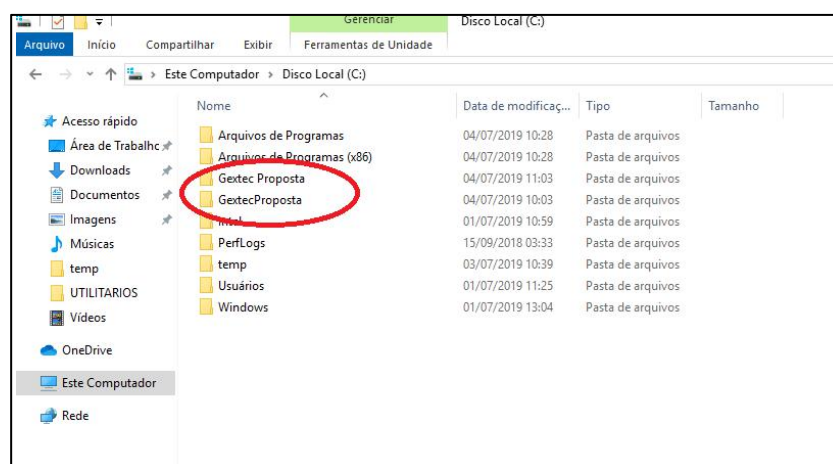 Gerenciar Disco Local (C:)
Arquivo Início Compartilhar Exibir Ferramentas de Unidade
Este Computador > Disco Local (C:)
Nome Data de modificaç... Tipo Tamanho
Acesso rápido
Área de Trabalho
Downloads
Documentos
Imagens
Músicas
temp
UTILITARIOS
Vídeos
OneDrive
Este Computador
Rede
Arquivos de Programas 04/07/2019 10:28 Pasta de arquivos
Arquivos de Programas (x86) 04/07/2019 10:28 Pasta de arquivos
Gextec Proposta 04/07/2019 11:03 Pasta de arquivos
GextecProposta 04/07/2019 10:03 Pasta de arquivos
Intel 01/07/2019 10:59 Pasta de arquivos
PerfLogs 15/09/2018 03:33 Pasta de arquivos
temp 03/07/2019 10:39 Pasta de arquivos
Usuários 01/07/2019 11:25 Pasta de arquivos
Windows 01/07/2019 13:04 Pasta de arquivos